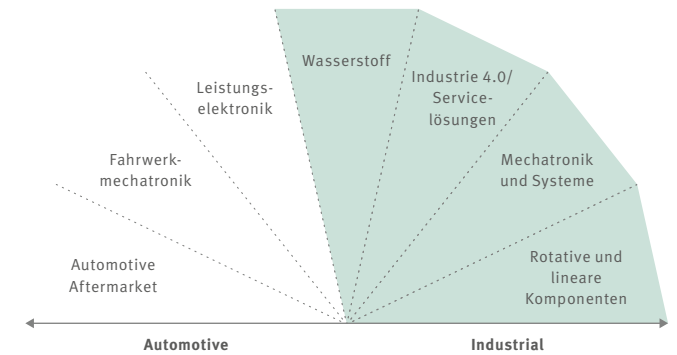 Wasserstoff
Leistungs-
elektronik
Industrie 4.0/
Service-
lösungen
Fahrwerk-
mechatronik
Mechatronik
und Systeme
Automotive
Aftermarket
Rotative und
lineare
Komponenten
Automotive
Industrial